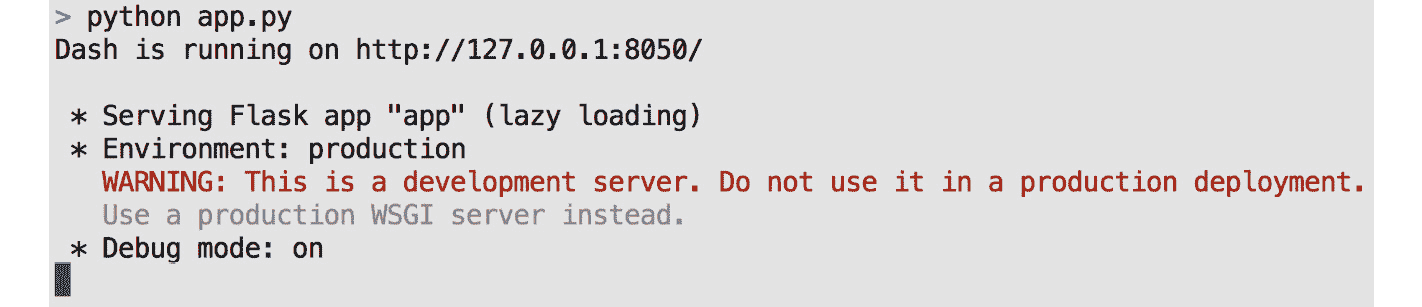 > python app.py
Dash is running on http://127.0.0.1:8050/
* Serving Flask app "app" (lazy loading)
* Environment: production
WARNING: This is a development server. Do not use it in a production deployment.
Use a production WSGI server instead.
* Debug mode: on